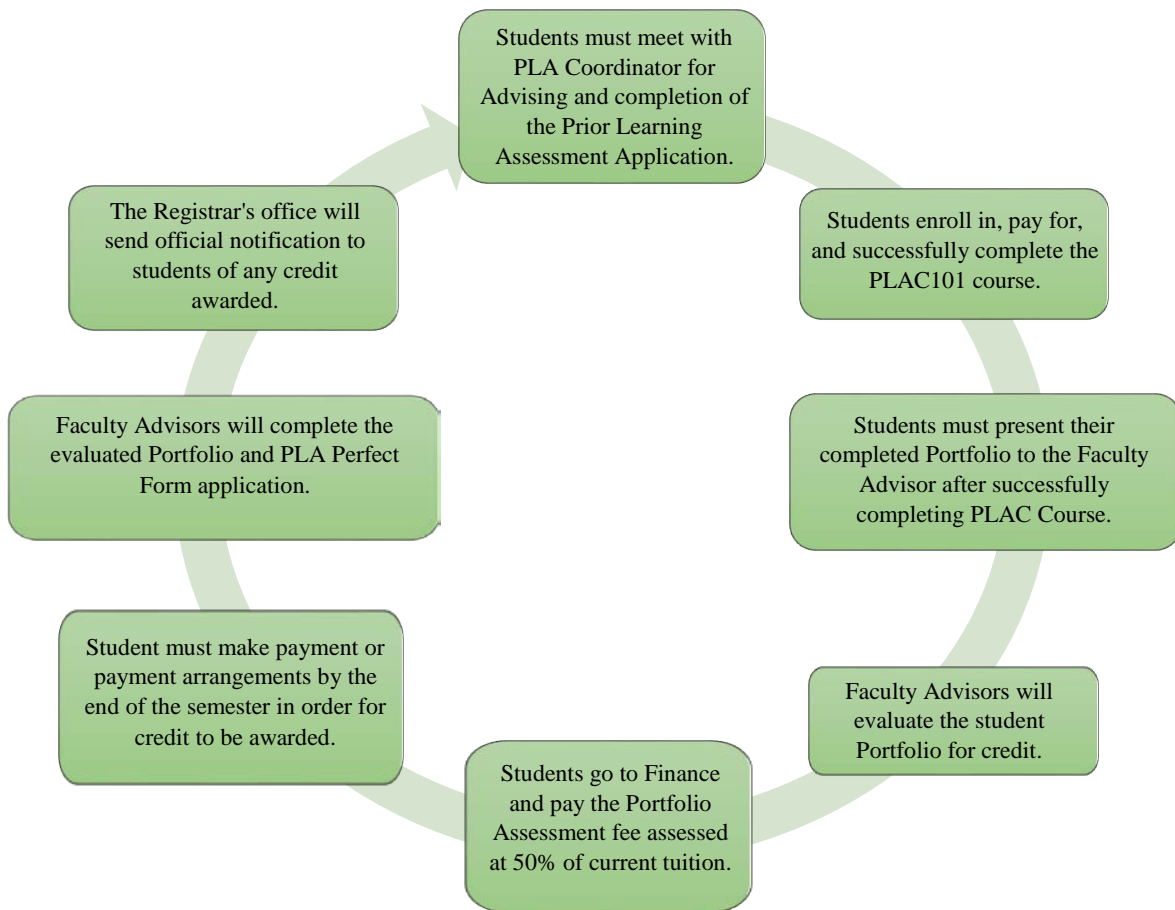 Students must meet with
PLA Coordinator for
Advising and completion of
the Prior Learning
Assessment Application.
Students enroll in, pay for,
and successfully complete the
PLAC101 course.
Students must present their
completed Portfolio to the Faculty
Advisor after successfully
completing PLAC Course.
Faculty Advisors will
evaluate the student
Portfolio for credit.
Students go to Finance
and pay the Portfolio
Assessment fee assessed
at 50% of current tuition.
Student must make payment or
payment arrangements by the
end of the semester in order for
credit to be awarded.
Faculty Advisors will complete the
evaluated Portfolio and PLA Perfect
Form application.
The Registrar's office will
send official notification to
students of any credit
awarded.